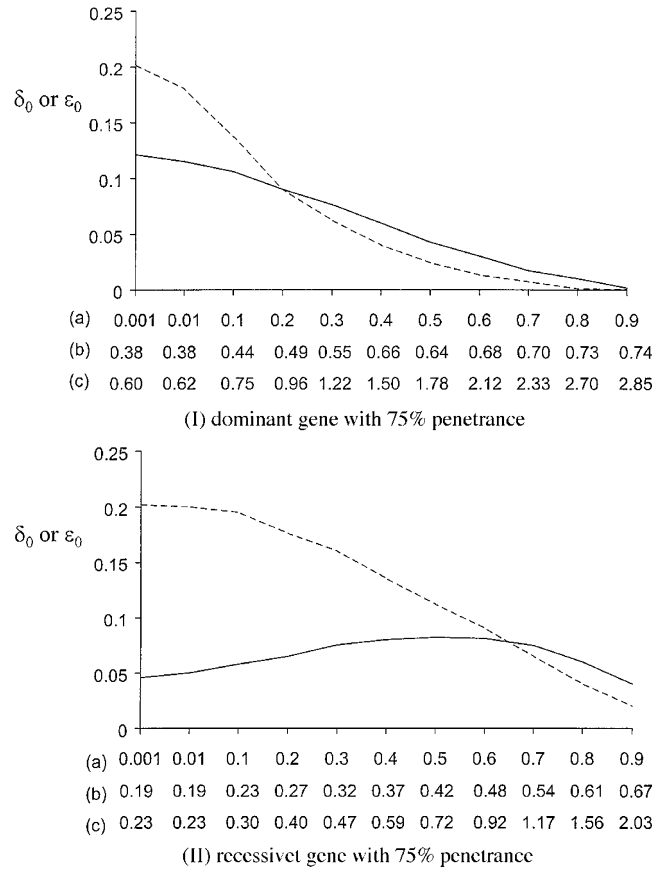 0.25
0.2
δ0 or ε0
0.15
0.1
0.05
0
(a) 0.001 0.01 0.1 0.2 0.3 0.4 0.5 0.6 0.7 0.8 0.9
(b) 0.38 0.38 0.44 0.49 0.55 0.66 0.64 0.68 0.70 0.73 0.74
(c) 0.60 0.62 0.75 0.96 1.22 1.50 1.78 2.12 2.33 2.70 2.85
(I) dominant gene with 75% penetrance
0.25
0.2
δ0 or ε0
0.15
0.1
0.05
0
(a) 0.001 0.01 0.1 0.2 0.3 0.4 0.5 0.6 0.7 0.8 0.9
(b) 0.19 0.19 0.23 0.27 0.32 0.37 0.42 0.48 0.54 0.61 0.67
(c) 0.23 0.23 0.30 0.40 0.47 0.59 0.72 0.92 1.17 1.56 2.03
(II) recessivet gene with 75% penetrance